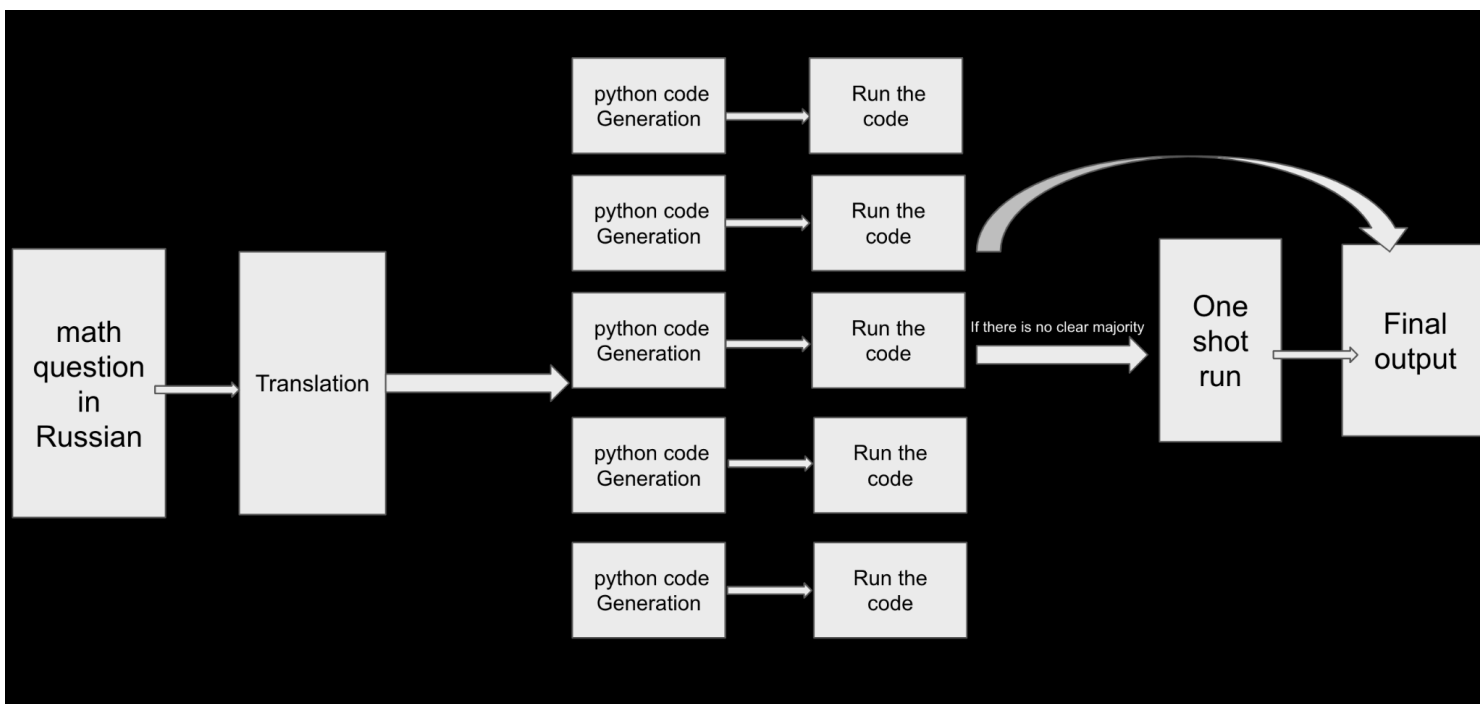 math
question
in
Russian
Translation
python code
Generation
Run the
code
python code
Generation
Run the
code
python code
Generation
Run the
code
python code
Generation
Run the
code
python code
Generation
Run the
code
If there is no clear majority
One
shot
run
Final
output